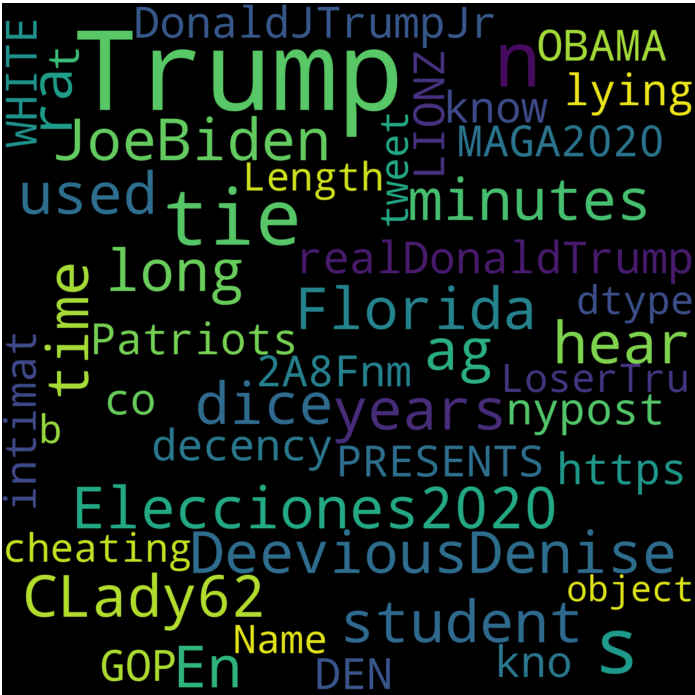 DonaldJTrumpJr
WHITE
rat
Trump
n
OBAMA
lying
JoeBiden
LIONZ
know
MAGA2020
tweet
used
Length
tie
minutes
long
realDonaldTrump
time
Florida
dtype
Patriots
ag
hear
intimat
2A8Fnm
LoserTru
co
dice
years
nypost
b
decency
PRESENTS
https
Elecciones2020
cheating
DeeviousDenise
CLady62
object
student
s
Name
GOP
En
DEN
kno